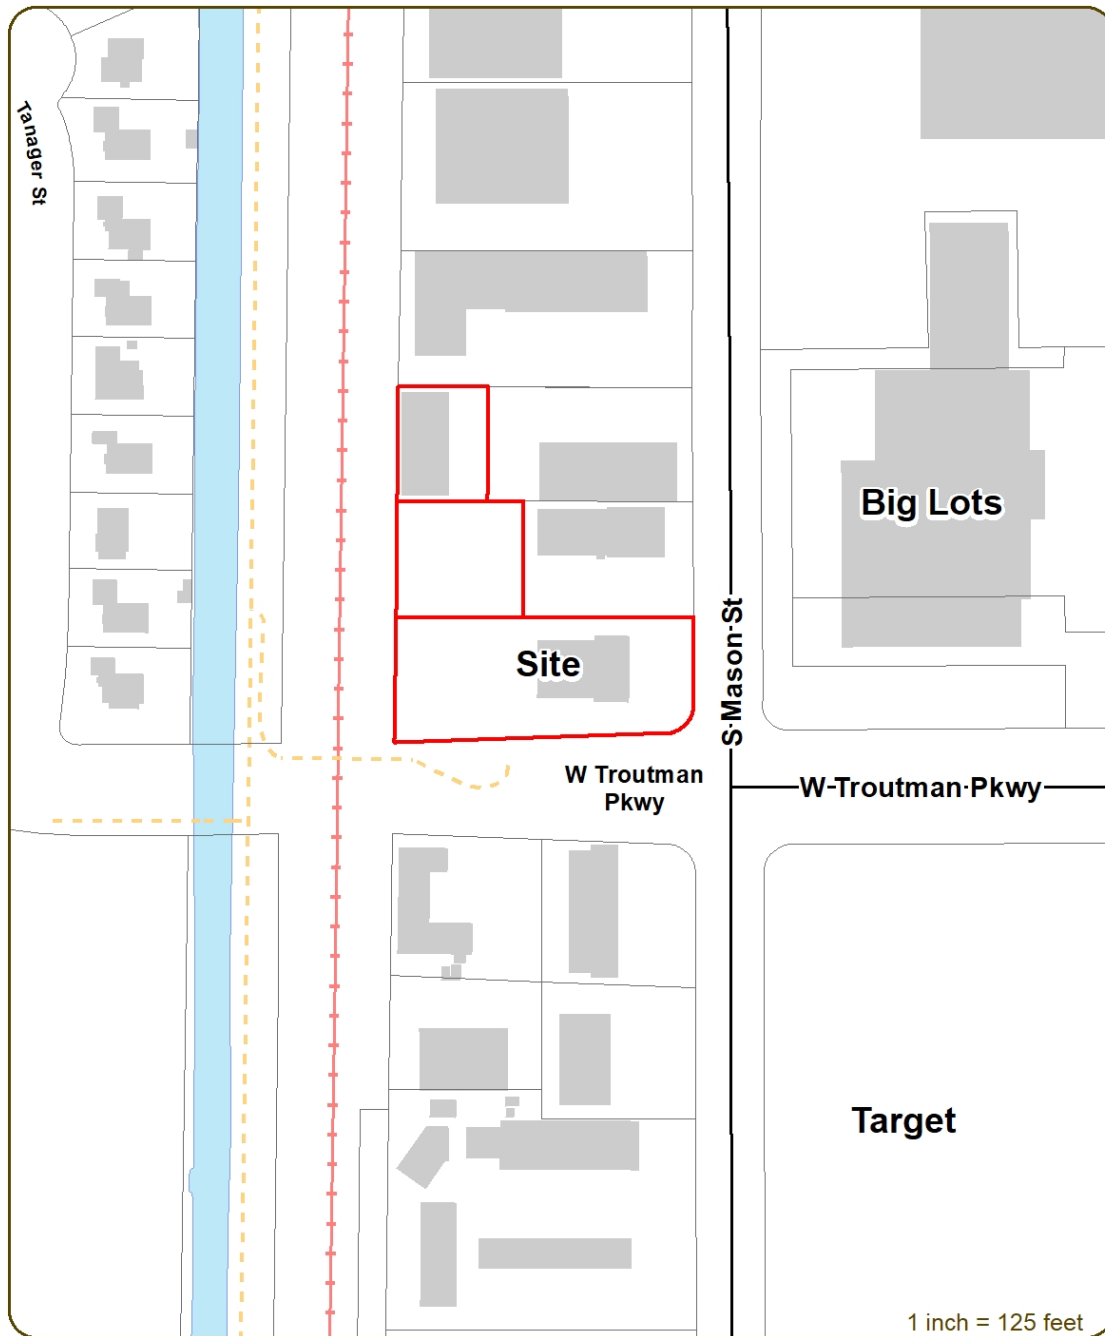 Tanager St
Big Lots
S Mason St
Site
W Troutman
Pkwy
W Troutman Pkwy
Target
1 inch = 125 feet